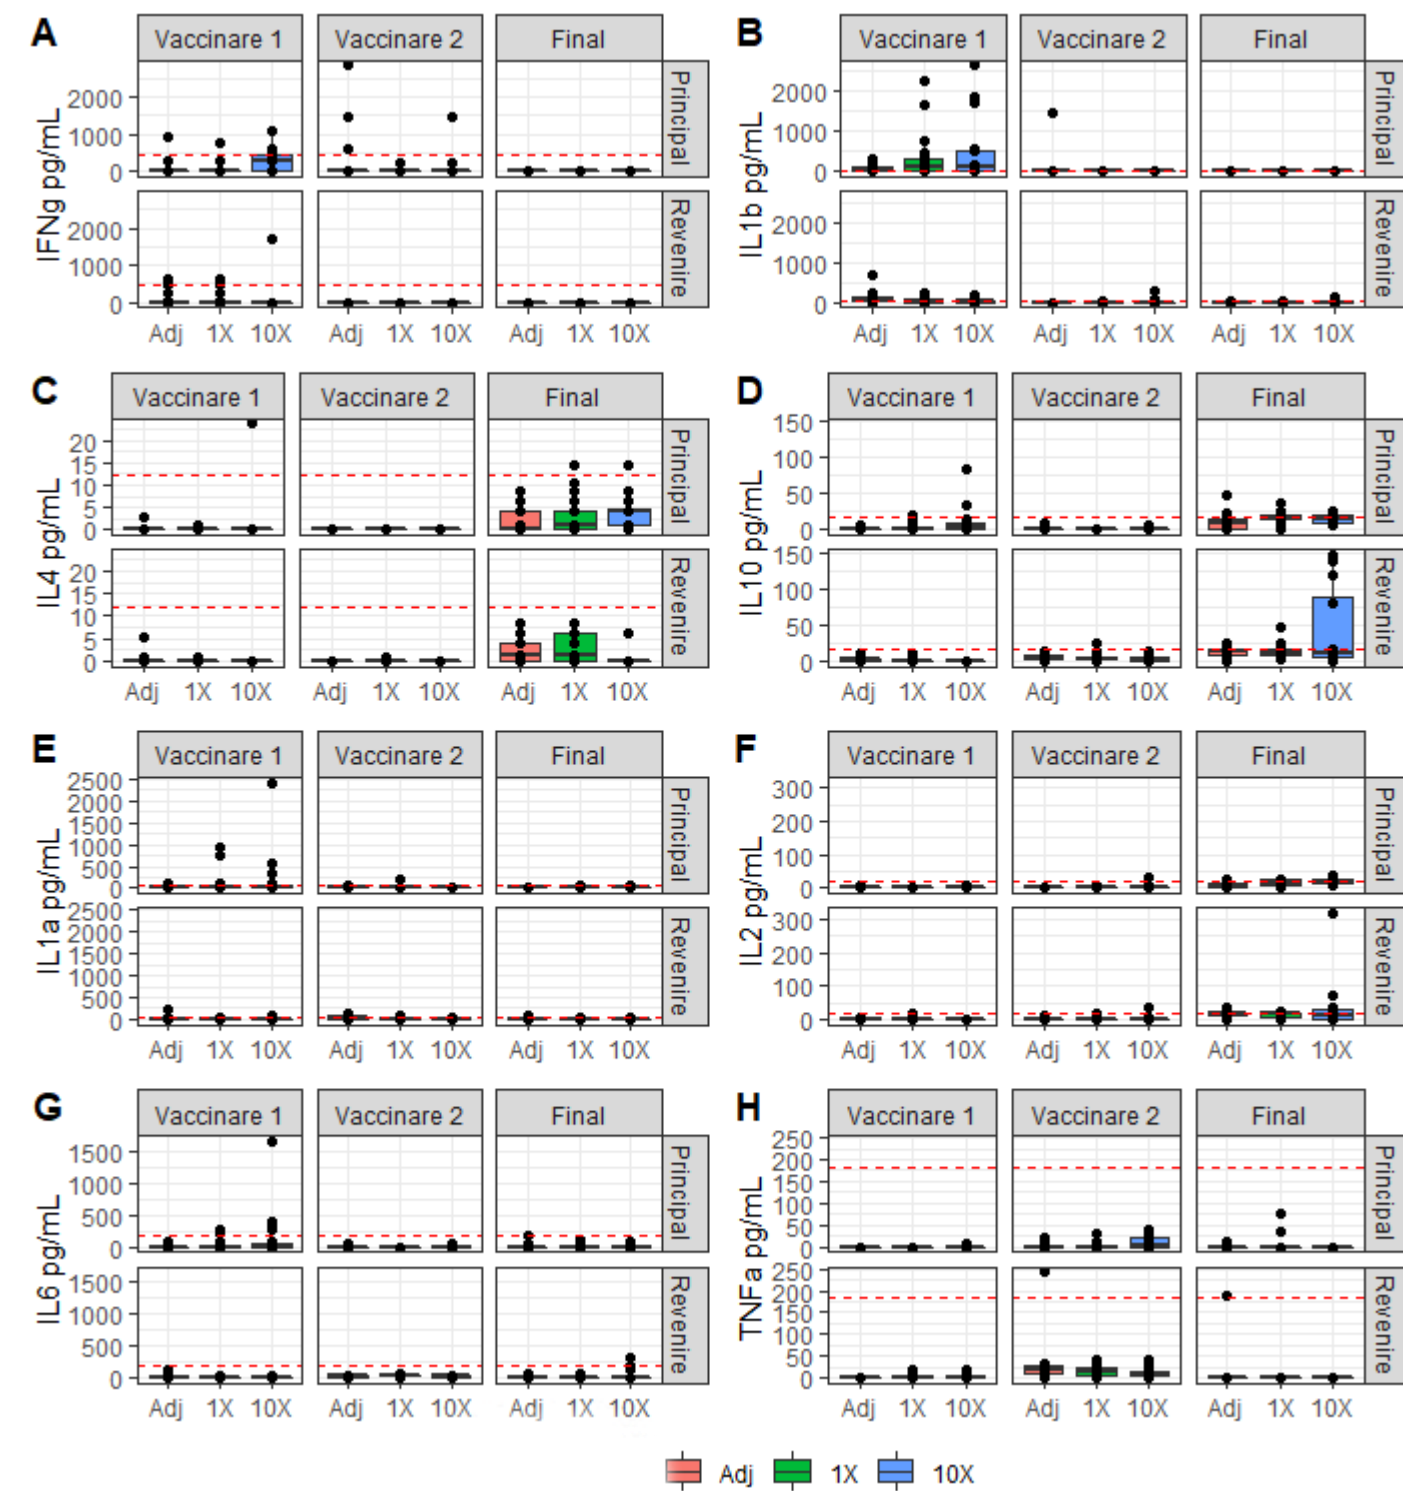 A
Vaccinare 1 Vaccinare 2 Final
IFNg pg/mL
2000
1000
0
Principal
2000
1000
0
Revenire
Adj 1X 10X Adj 1X 10X Adj 1X 10X
B
Vaccinare 1 Vaccinare 2 Final
IL1b pg/mL
2000
1000
0
Principal
2000
1000
0
Revenire
Adj 1X 10X Adj 1X 10X Adj 1X 10X
C
Vaccinare 1 Vaccinare 2 Final
IL4 pg/mL
20
15
10
5
0
Principal
20
15
10
5
0
Revenire
Adj 1X 10X Adj 1X 10X Adj 1X 10X
D
Vaccinare 1 Vaccinare 2 Final
IL10 pg/mL
150
100
50
0
Principal
150
100
50
0
Revenire
Adj 1X 10X Adj 1X 10X Adj 1X 10X
E
Vaccinare 1 Vaccinare 2 Final
IL1a pg/mL
2500
2000
1500
1000
500
0
Principal
2500
2000
1500
1000
500
0
Revenire
Adj 1X 10X Adj 1X 10X Adj 1X 10X
F
Vaccinare 1 Vaccinare 2 Final
IL2 pg/mL
300
200
100
0
Principal
300
200
100
0
Revenire
Adj 1X 10X Adj 1X 10X Adj 1X 10X
G
Vaccinare 1 Vaccinare 2 Final
IL6 pg/mL
1500
1000
500
0
Principal
1500
1000
500
0
Revenire
Adj 1X 10X Adj 1X 10X Adj 1X 10X
H
Vaccinare 1 Vaccinare 2 Final
TNFa pg/mL
250
200
150
100
50
0
Principal
250
200
150
100
50
0
Revenire
Adj 1X 10X Adj 1X 10X Adj 1X 10X
Adj 1X 10X